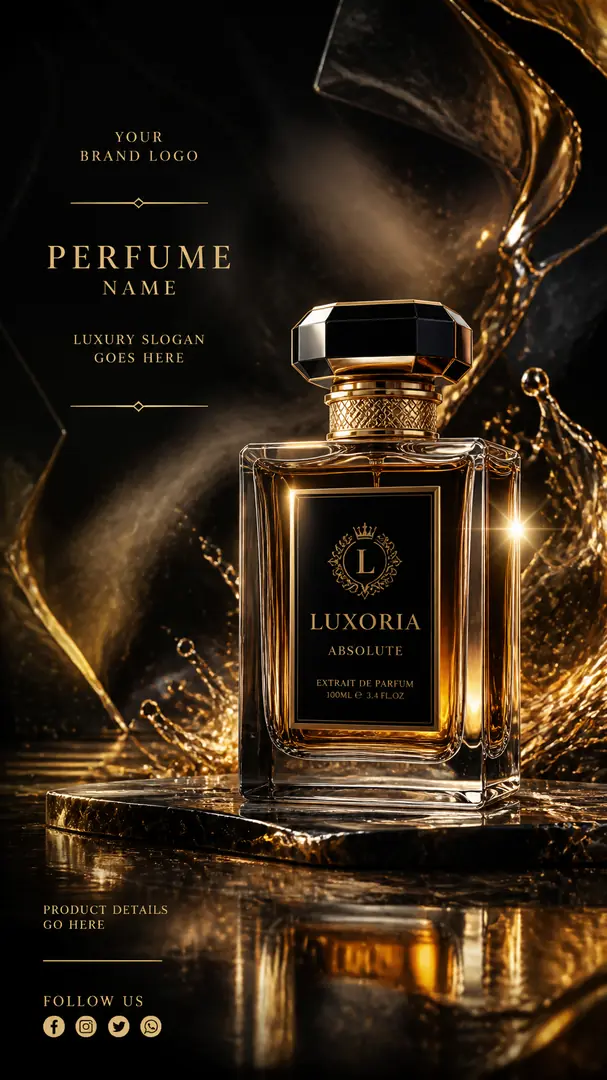 YOUR
BRAND LOGO
PERFUME
NAME
LUXURY SLOGAN
GOES HERE
L
LUXORIA
ABSOLUTE
EXTRAIT DE PARFUM
100ML ℮ 3.4 FL.OZ
PRODUCT DETAILS
GO HERE
FOLLOW US